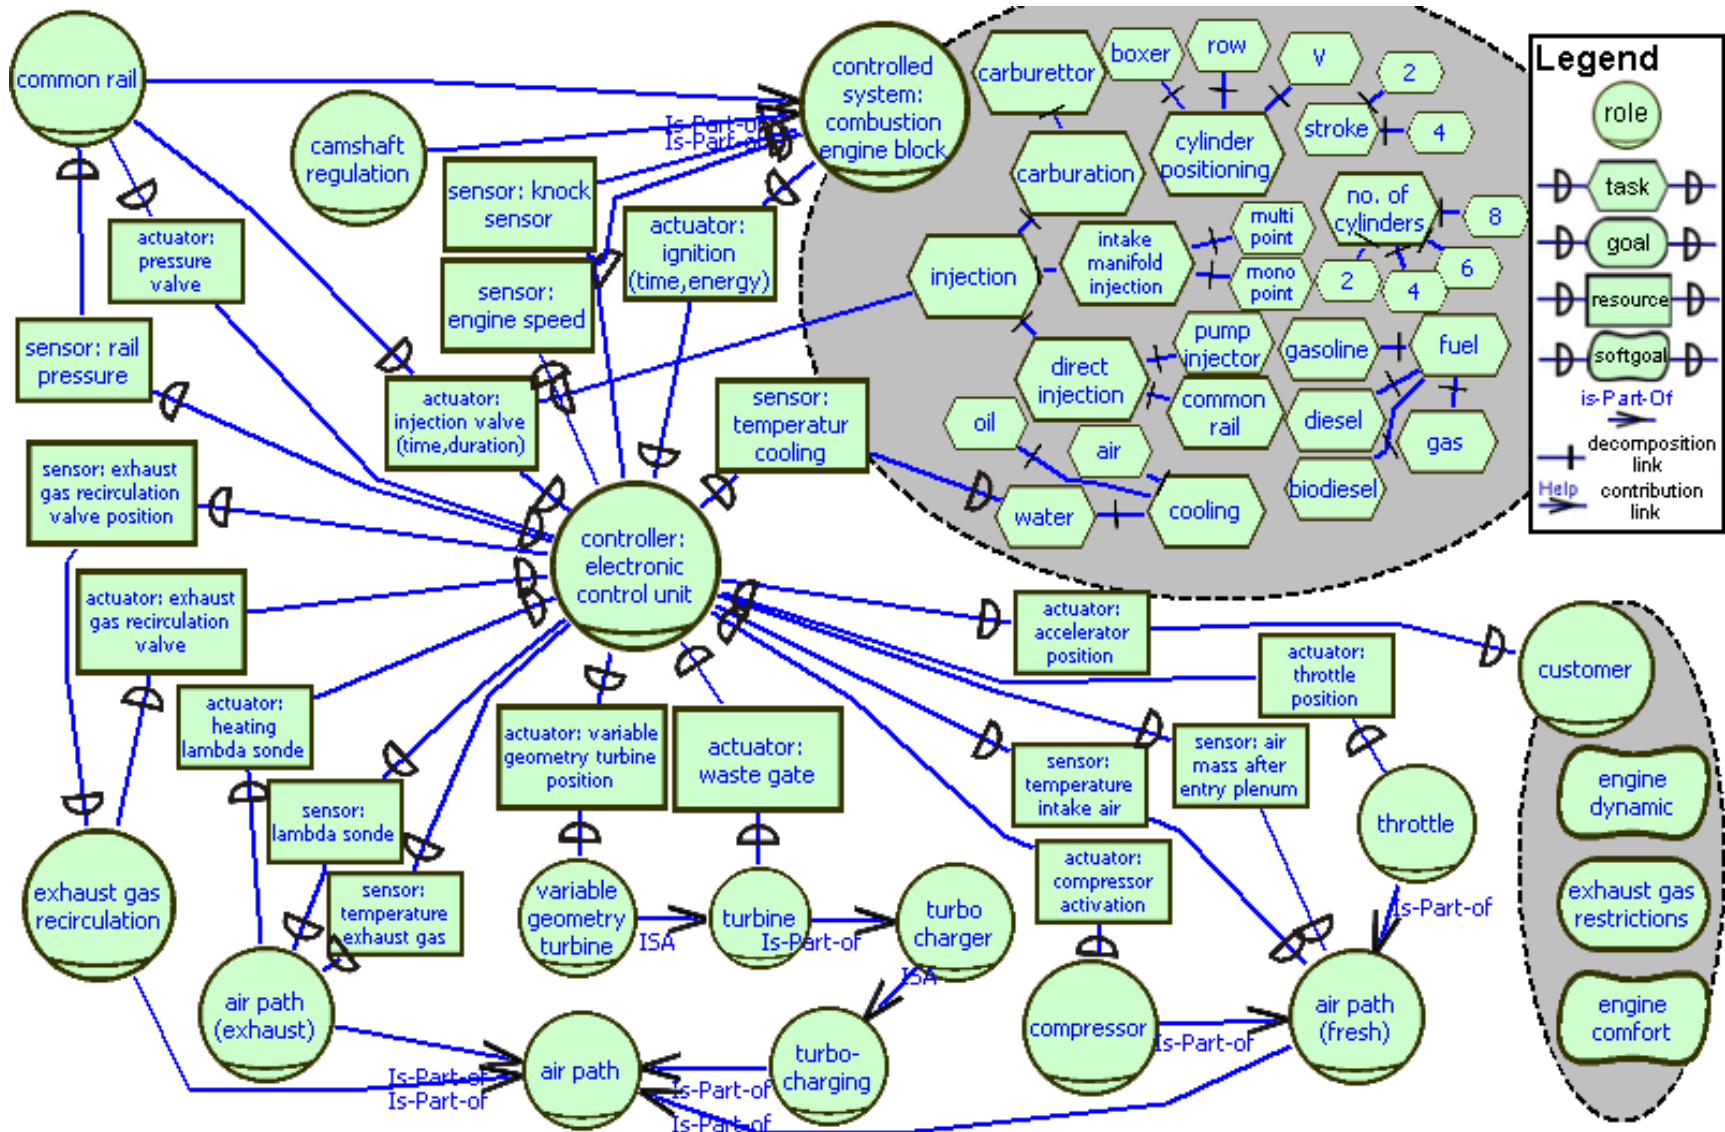 common rail
camshaft
regulation
controlled
system:
combustion
engine block
Is-Part-of
Is-Part-of
sensor: knock
sensor
actuator:
ignition
(time,energy)
sensor:
engine speed
actuator:
pressure
valve
sensor: rail
pressure
actuator:
injection valve
(time,duration)
sensor:
temperatur
cooling
sensor: exhaust
gas recirculation
valve position
controller:
electronic
control unit
actuator: exhaust
gas recirculation
valve
actuator:
heating
lambda sonde
sensor:
lambda sonde
sensor:
temperature
exhaust gas
actuator: variable
geometry turbine
position
actuator:
waste gate
exhaust gas
recirculation
air path
(exhaust)
variable
geometry
turbine
ISA
turbine
Is-Part-of
turbo
charger
ISA
turbo-
charging
air path
Is-Part-of
Is-Part-of
Is-Part-of
Is-Part-of
carburettor
boxer
row
V
2
stroke
4
cylinder
positioning
carburation
no. of
cylinders
8
6
4
2
multi
point
mono
point
intake
manifold
injection
injection
direct
injection
pump
injector
common
rail
gasoline
fuel
diesel
gas
biodiesel
oil
air
water
cooling
Legend
role
task
goal
resource
softgoal
is-Part-Of
decomposition
link
Help
contribution
link
actuator:
accelerator
position
actuator:
throttle
position
customer
sensor:
temperature
intake air
sensor: air
mass after
entry plenum
throttle
Is-Part-of
actuator:
compressor
activation
compressor
Is-Part-of
air path
(fresh)
engine
dynamic
exhaust gas
restrictions
engine
comfort